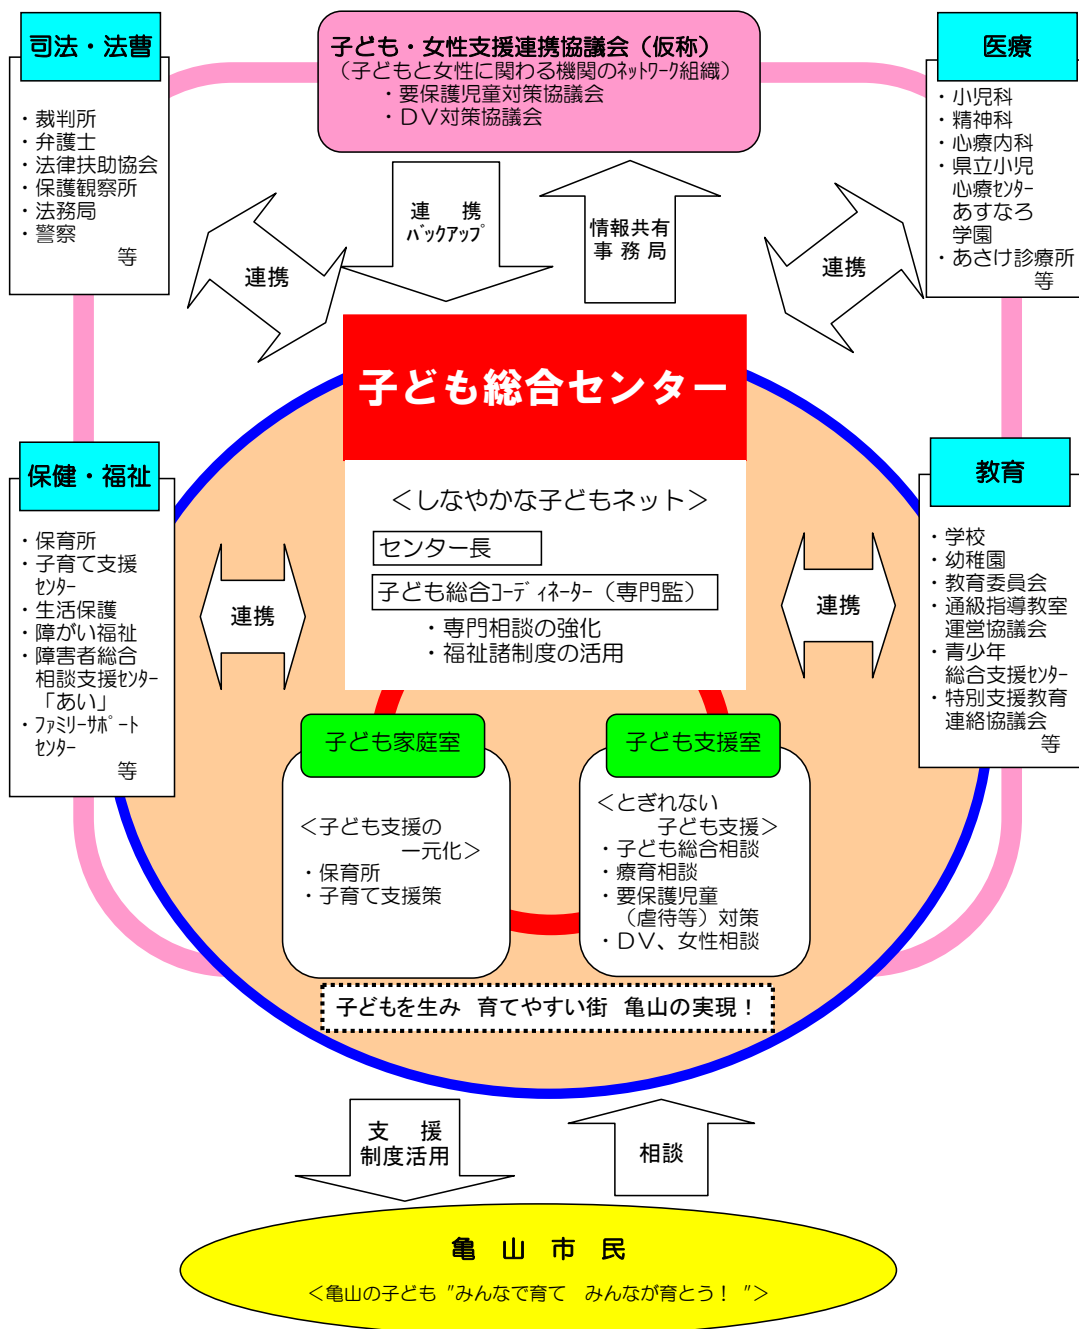 子ども・女性支援連携協議会（仮称）
（子どもと女性に関わる機関のﾈｯﾄﾜｰｸ組織）
・要保護児童対策協議会
・ＤＶ対策協議会
司法・法曹
・裁判所
・弁護士
・法律扶助協会
・保護観察所
・法務局
・警察
等
医療
・小児科
・精神科
・心療内科
・県立小児
心療ｾﾝﾀｰ
あすなろ
学園
・あさけ診療所
等
連　携
ﾊﾞｯｸｱｯﾌﾟ
情報共有
事 務 局
連携
連携
子ども総合センター
＜しなやかな子どもネット＞
センター長
子ども総合ｺｰﾃﾞｨﾈｰﾀｰ（専門監）
・専門相談の強化
・福祉諸制度の活用
保健・福祉
・保育所
・子育て支援
ｾﾝﾀｰ
・生活保護
・障がい福祉
・障害者総合
相談支援ｾﾝﾀｰ
「あい」
・ﾌｧﾐﾘｰｻﾎﾟｰﾄ
ｾﾝﾀｰ
等
連携
教育
・学校
・幼稚園
・教育委員会
・通級指導教室
運営協議会
・青少年
総合支援ｾﾝﾀｰ
・特別支援教育
連絡協議会
等
連携
子ども家庭室
＜子ども支援の
一元化＞
・保育所
・子育て支援策
子ども支援室
＜とぎれない
子ども支援＞
・子ども総合相談
・療育相談
・要保護児童
（虐待等）対策
・ＤＶ、女性相談
子どもを生み　育てやすい街　亀山の実現！
支　援
制度活用
相談
亀　山　市　民
＜亀山の子ども ″みんなで育て　みんなが育とう！ ″＞